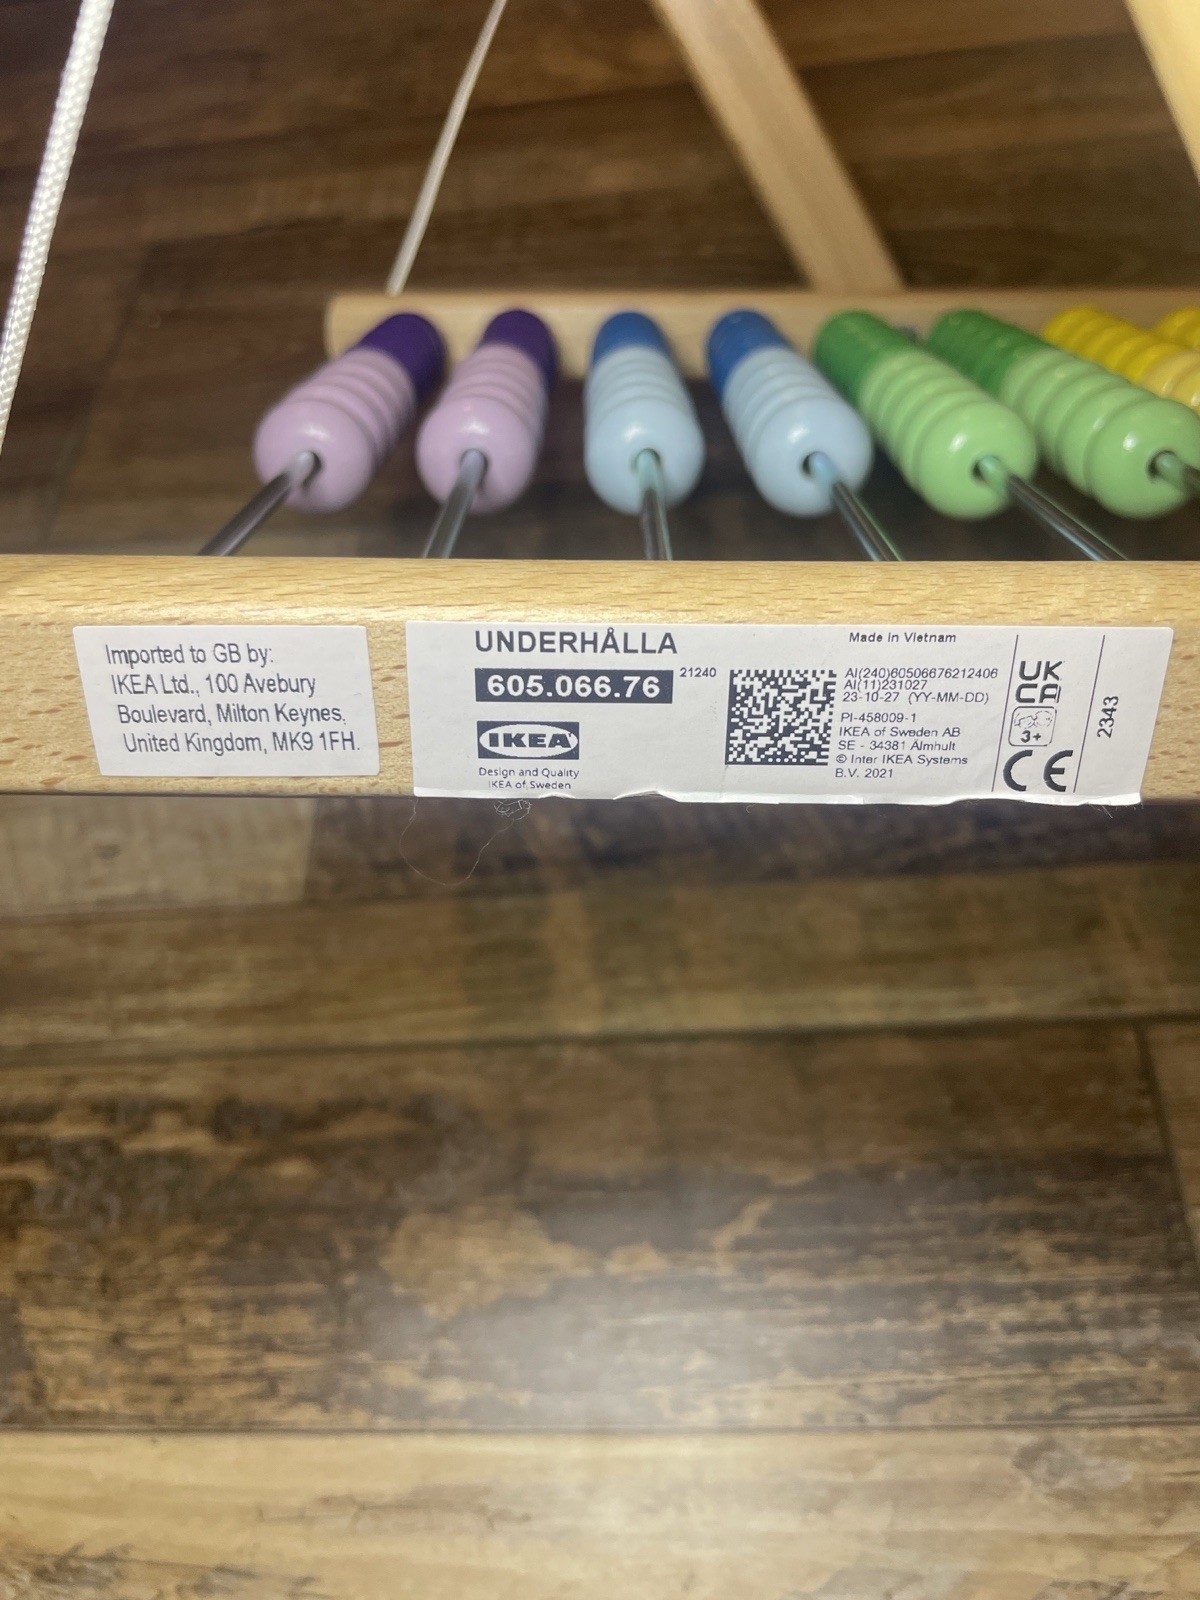 Imported to GB by:
IKEA Ltd., 100 Avebury
Boulevard, Milton Keynes,
United Kingdom, MK9 1FH.
UNDERHÅLLA
605.066.76
21240
IKEA
Design and Quality
IKEA of Sweden
Made in Vietnam
AI(240)60506676212406
AI(11)231027
23-10-27 (YY-MM-DD)
PI-458009-1
IKEA of Sweden AB
SE - 34381 Älmhult
© Inter IKEA Systems
B.V. 2021
UK
CA
3+
CE
2343